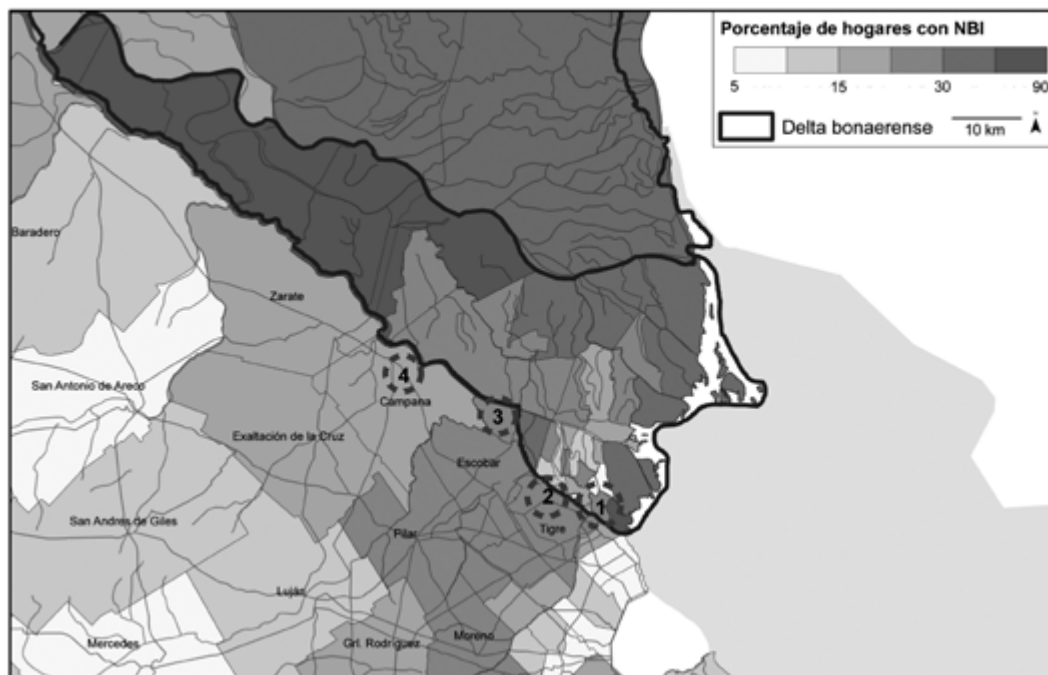 Porcentaje de hogares con NBI
5 15 30 90
Delta bonaerense 10 km
Baradero
Zarate
San Antonio de Areco
4
Campana
3
Exaltación de la Cruz
Escobar
2
1
San Andres de Giles
Tigre
Pilar
Luján
Mercedes
Grl. Rodríguez
Moreno